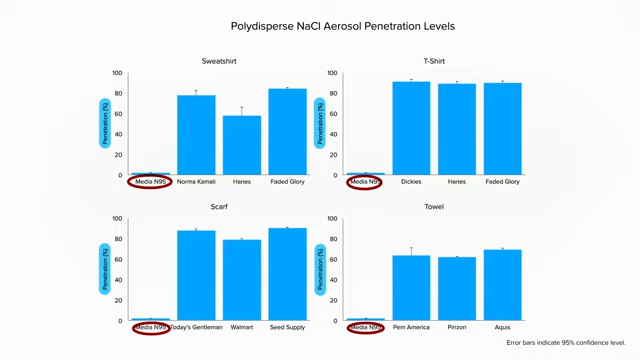 Polydisperse NaCl Aerosol Penetration Levels
Sweatshirt
Penetration (%)
100
80
60
40
20
0
Media N95 Norma Kamali Hanes Faded Glory
T-Shirt
Penetration (%)
100
80
60
40
20
0
Media N95 Dickies Hanes Faded Glory
Scarf
Penetration (%)
100
80
60
40
20
0
Media N95 Today's Gentleman Walmart Seed Supply
Towel
Penetration (%)
100
80
60
40
20
0
Media N95 Pem America Pinzon Aquis
Error bars indicate 95% confidence level.